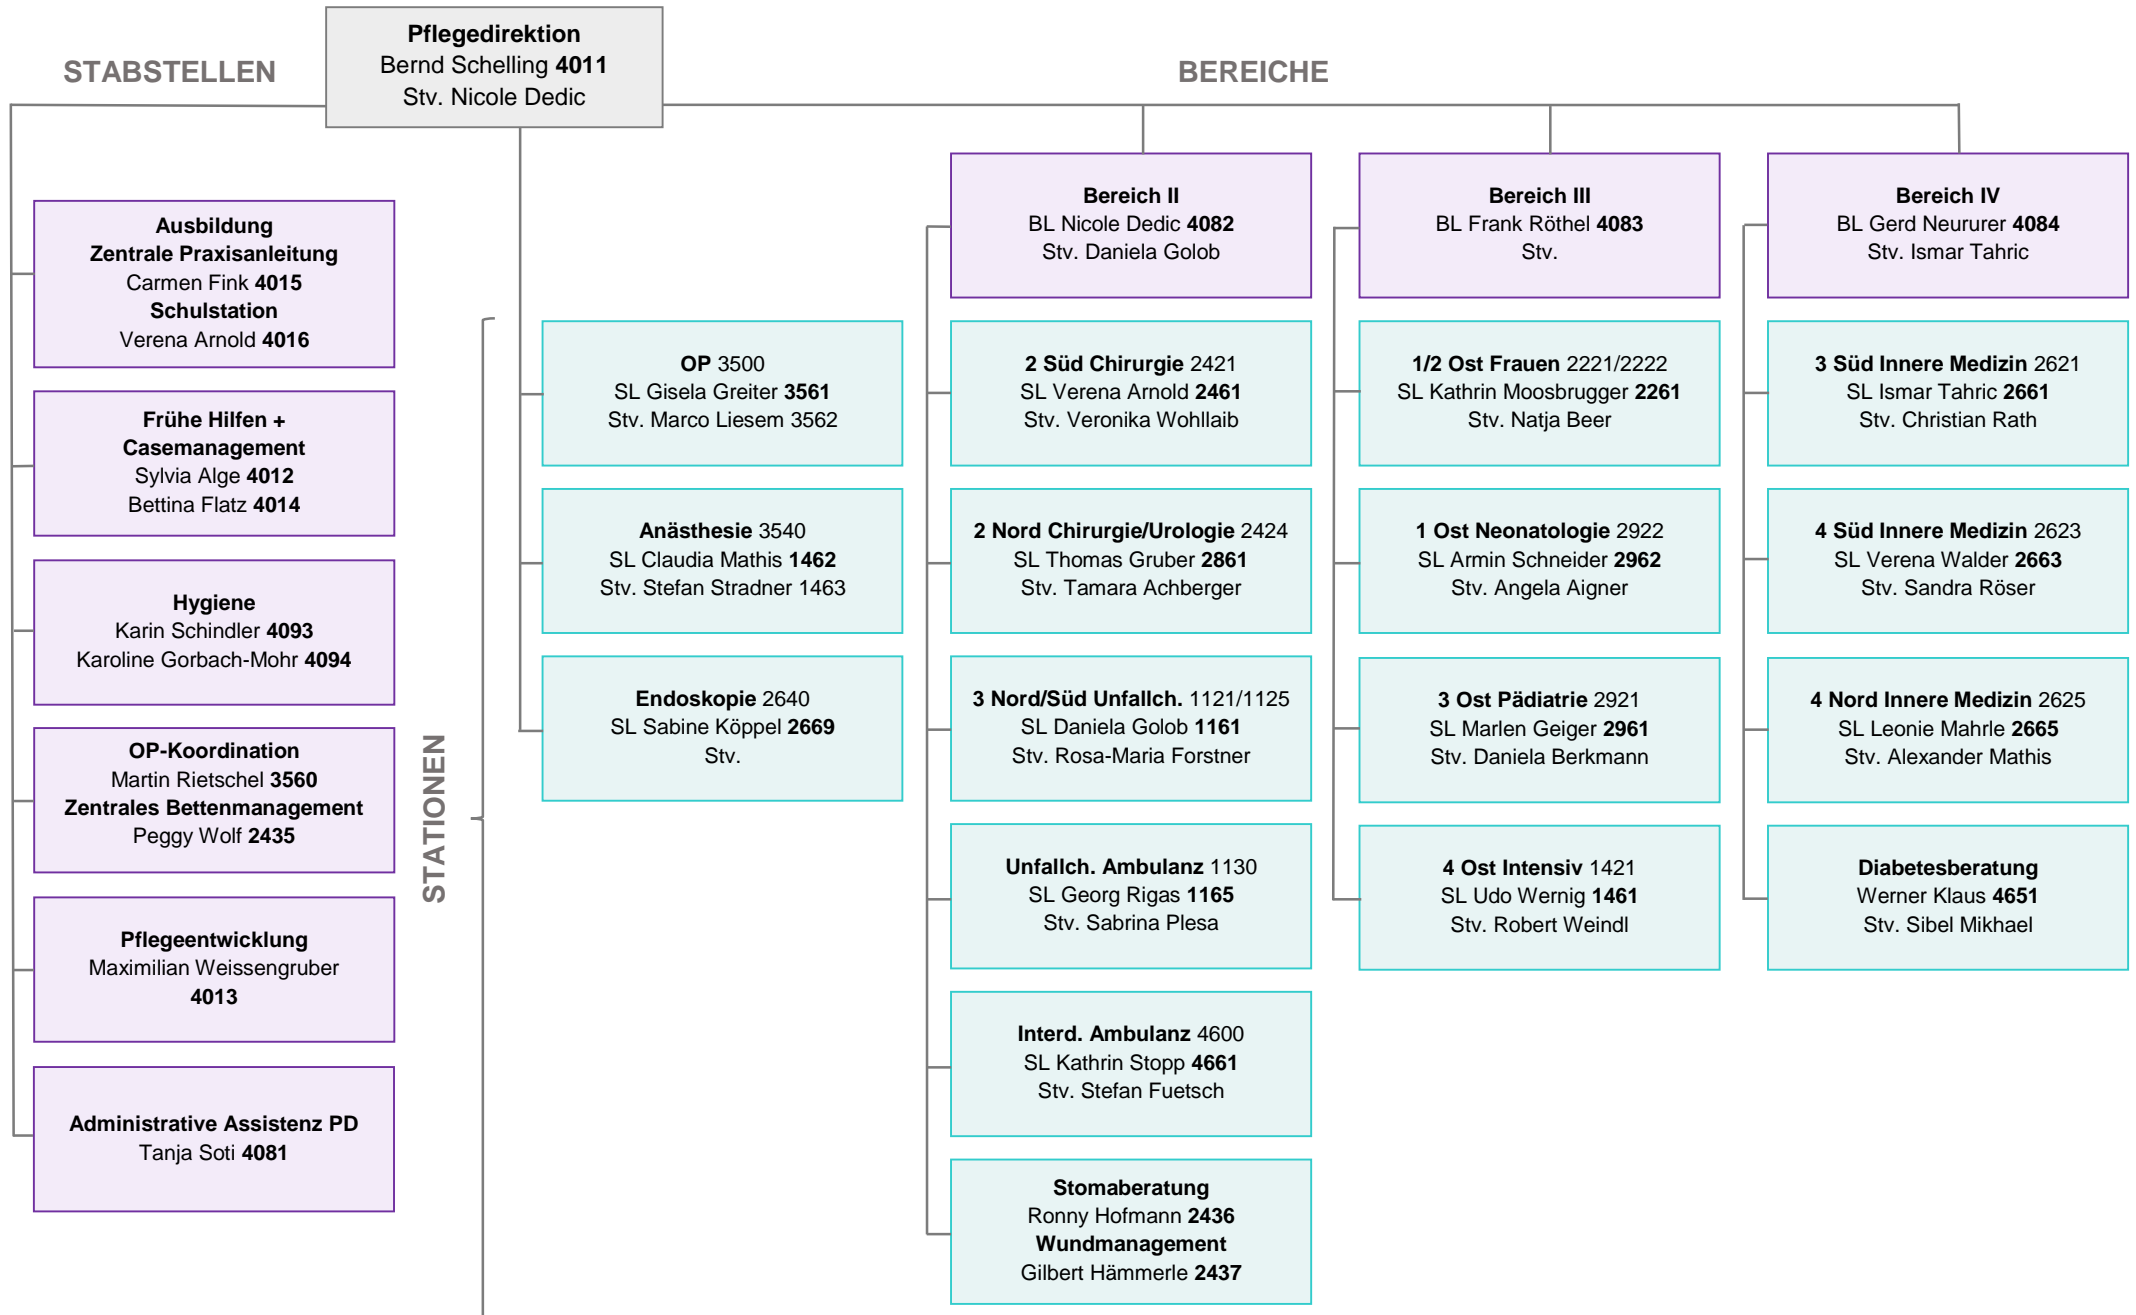 Pflegedirektion
Bernd Schelling 4011
Stv. Nicole Dedic
STABSTELLEN
BEREICHE
Ausbildung
Zentrale Praxisanleitung
Carmen Fink 4015
Schulstation
Verena Arnold 4016
Frühe Hilfen +
Casemanagement
Sylvia Alge 4012
Bettina Flatz 4014
Hygiene
Karin Schindler 4093
Karoline Gorbach-Mohr 4094
OP-Koordination
Martin Rietschel 3560
Zentrales Bettenmanagement
Peggy Wolf 2435
Pflegeentwicklung
Maximilian Weissengruber
4013
Administrative Assistenz PD
Tanja Soti 4081
STATIONEN
OP 3500
SL Gisela Greiter 3561
Stv. Marco Liesem 3562
Anästhesie 3540
SL Claudia Mathis 1462
Stv. Stefan Stradner 1463
Endoskopie 2640
SL Sabine Köppel 2669
Stv.
Bereich II
BL Nicole Dedic 4082
Stv. Daniela Golob
2 Süd Chirurgie 2421
SL Verena Arnold 2461
Stv. Veronika Wohllaib
2 Nord Chirurgie/Urologie 2424
SL Thomas Gruber 2861
Stv. Tamara Achberger
3 Nord/Süd Unfallch. 1121/1125
SL Daniela Golob 1161
Stv. Rosa-Maria Forstner
Unfallch. Ambulanz 1130
SL Georg Rigas 1165
Stv. Sabrina Plesa
Interd. Ambulanz 4600
SL Kathrin Stopp 4661
Stv. Stefan Fuetsch
Stomaberatung
Ronny Hofmann 2436
Wundmanagement
Gilbert Hämmerle 2437
Bereich III
BL Frank Röthel 4083
Stv.
1/2 Ost Frauen 2221/2222
SL Kathrin Moosbrugger 2261
Stv. Natja Beer
1 Ost Neonatologie 2922
SL Armin Schneider 2962
Stv. Angela Aigner
3 Ost Pädiatrie 2921
SL Marlen Geiger 2961
Stv. Daniela Berkmann
4 Ost Intensiv 1421
SL Udo Wernig 1461
Stv. Robert Weindl
Bereich IV
BL Gerd Neururer 4084
Stv. Ismar Tahric
3 Süd Innere Medizin 2621
SL Ismar Tahric 2661
Stv. Christian Rath
4 Süd Innere Medizin 2623
SL Verena Walder 2663
Stv. Sandra Röser
4 Nord Innere Medizin 2625
SL Leonie Mahrle 2665
Stv. Alexander Mathis
Diabetesberatung
Werner Klaus 4651
Stv. Sibel Mikhael